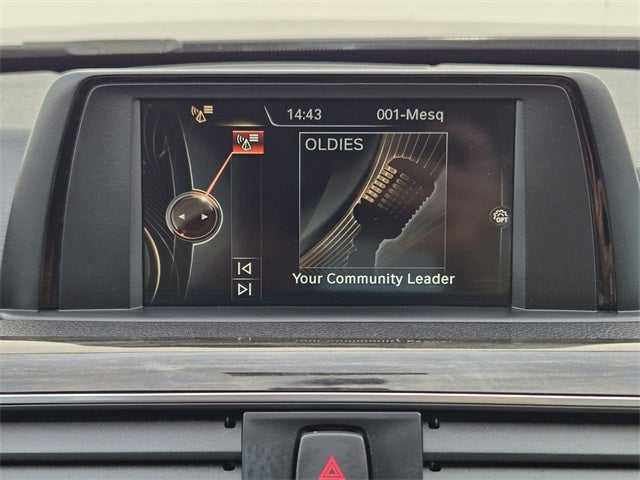 14:43 001-Mesq
OLDIES
OPT
Your Community Leader